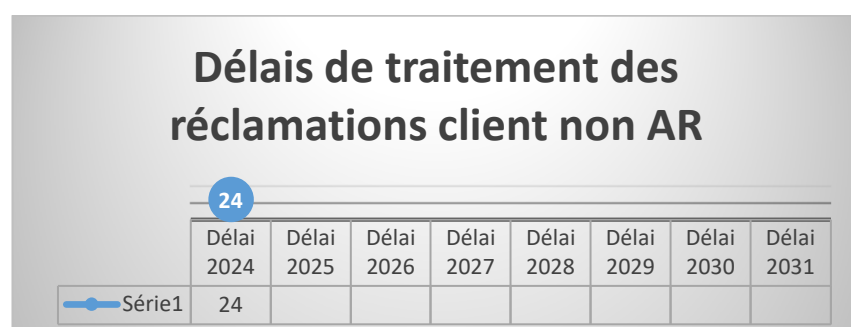 Délais de traitement des
réclamations client non AR
24
Délai Délai Délai Délai Délai Délai Délai Délai
2024 2025 2026 2027 2028 2029 2030 2031
Série1 24